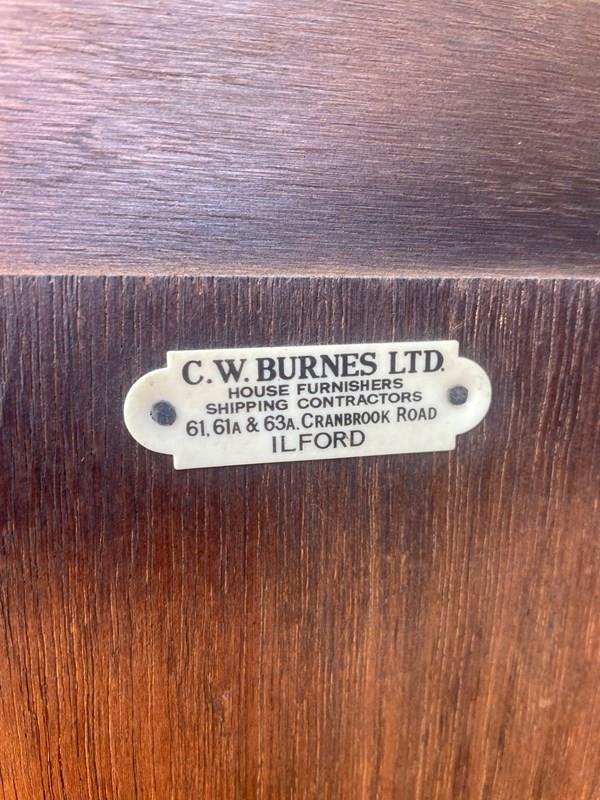 C.W. BURNES LTD.
HOUSE FURNISHERS
SHIPPING CONTRACTORS
61, 61A & 63A, CRANBROOK ROAD
ILFORD